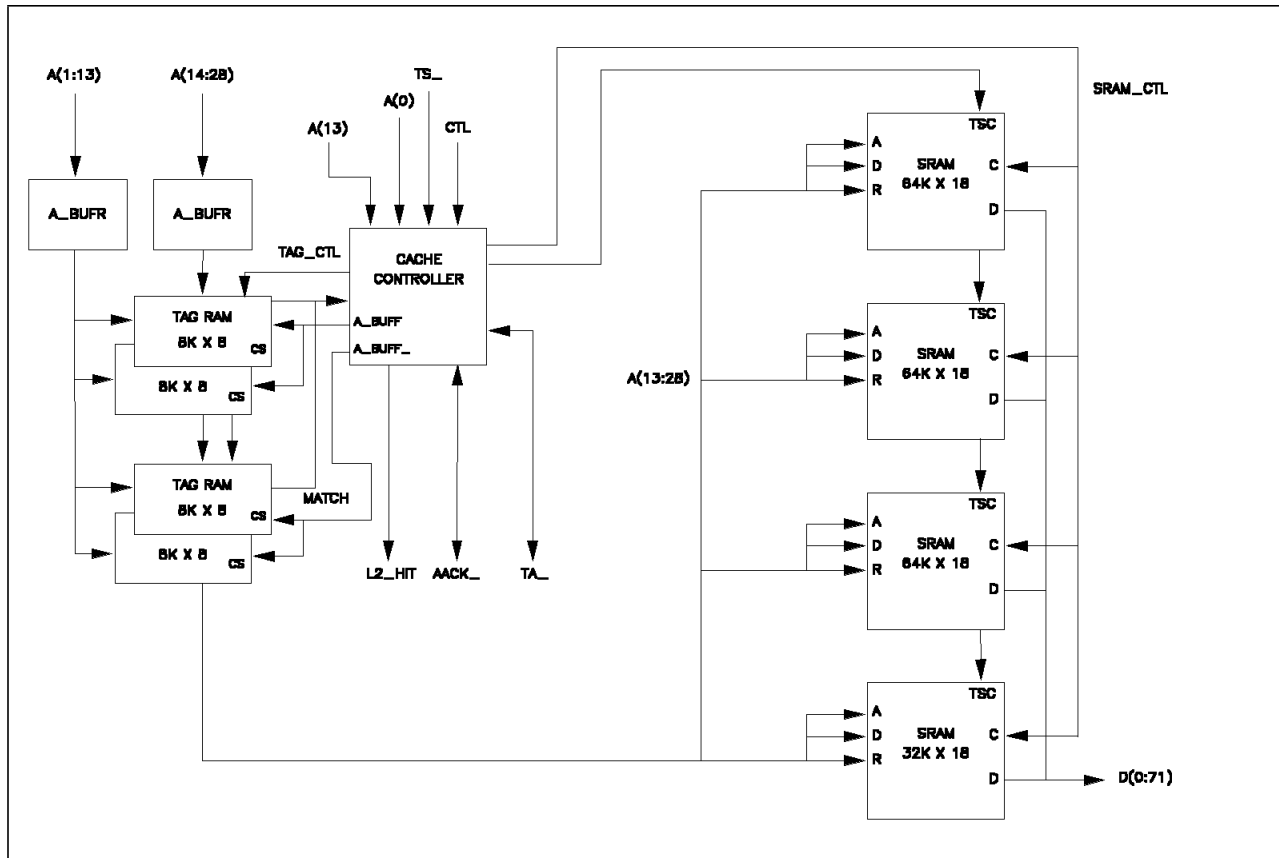 A(1:13)
A(14:28)
TS_
A(0)
A(13)
CTL
SRAM_CTL
A_BUFR
A_BUFR
TAG_CTL
CACHE
CONTROLLER
A_BUFF
A_BUFF_
TAG RAM
8K X 8
CS
8K X 8
CS
TAG RAM
8K X 8
CS
8K X 8
CS
MATCH
L2_HIT
AACK_
TA_
A(13:28)
TSC
A
D
R
SRAM
64K X 18
C
D
TSC
A
D
R
SRAM
64K X 18
C
D
TSC
A
D
R
SRAM
64K X 18
C
D
TSC
A
D
R
SRAM
32K X 18
C
D
D(0:71)